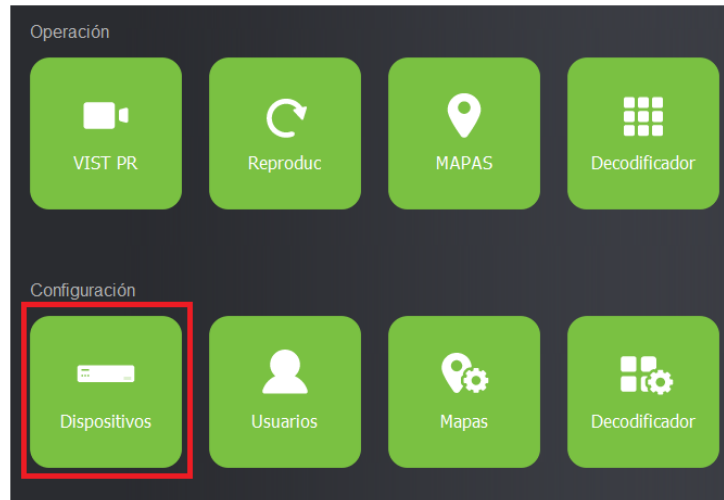 Operación
VIST PR
Reproduc
MAPAS
Decodificador
Configuración
Dispositivos
Usuarios
Mapas
Decodificador